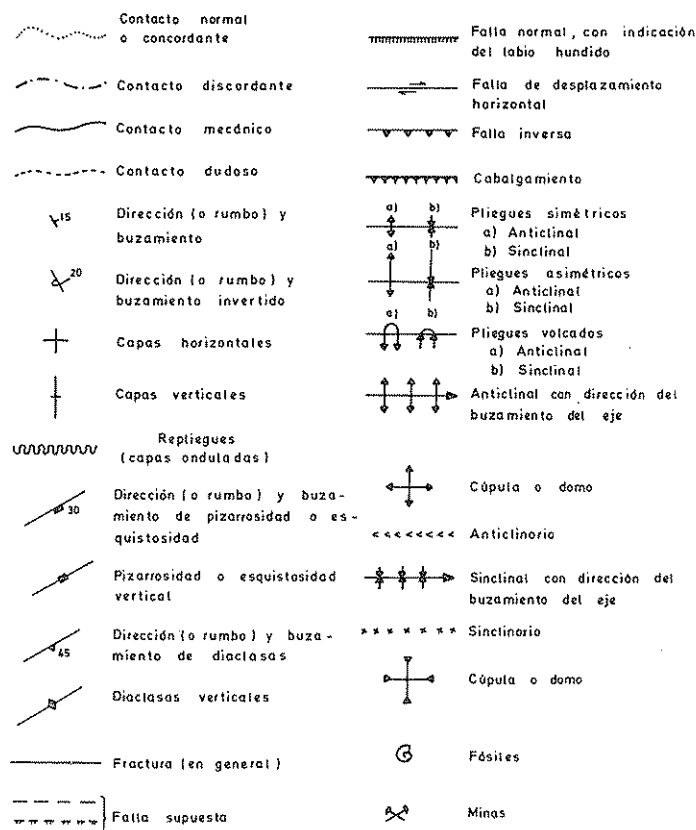 Contacto normal
o concordante
Contacto discordante
Contacto mecánico
Contacto dudoso
15
Dirección (o rumbo) y
buzamiento
20
Dirección (o rumbo) y
buzamiento invertido
Capas horizontales
Capas verticales
Repliegues
(capas onduladas)
30
Dirección (o rumbo) y buza-
miento de pizarrosidad o es-
quistosidad
Pizarrosidad o esquistosidad
vertical
45
Dirección (o rumbo) y buza-
miento de diaclasas
Diaclasas verticales
Fractura (en general)
Falla supuesta
Falla normal, con indicación
del labio hundido
Falla de desplazamiento
horizontal
Falla inversa
Cabalgamiento
a) b)
Pliegues simétricos
a) Anticlinal
b) Sinclinal
a) b)
Pliegues asimétricos
a) Anticlinal
b) Sinclinal
a) b)
Pliegues volcados
a) Anticlinal
b) Sinclinal
Anticlinal con dirección del
buzamiento del eje
Cúpula o domo
Anticlinorio
Sinclinal con dirección del
buzamiento del eje
Sinclinorio
Cúpula o domo
Fósiles
Minas